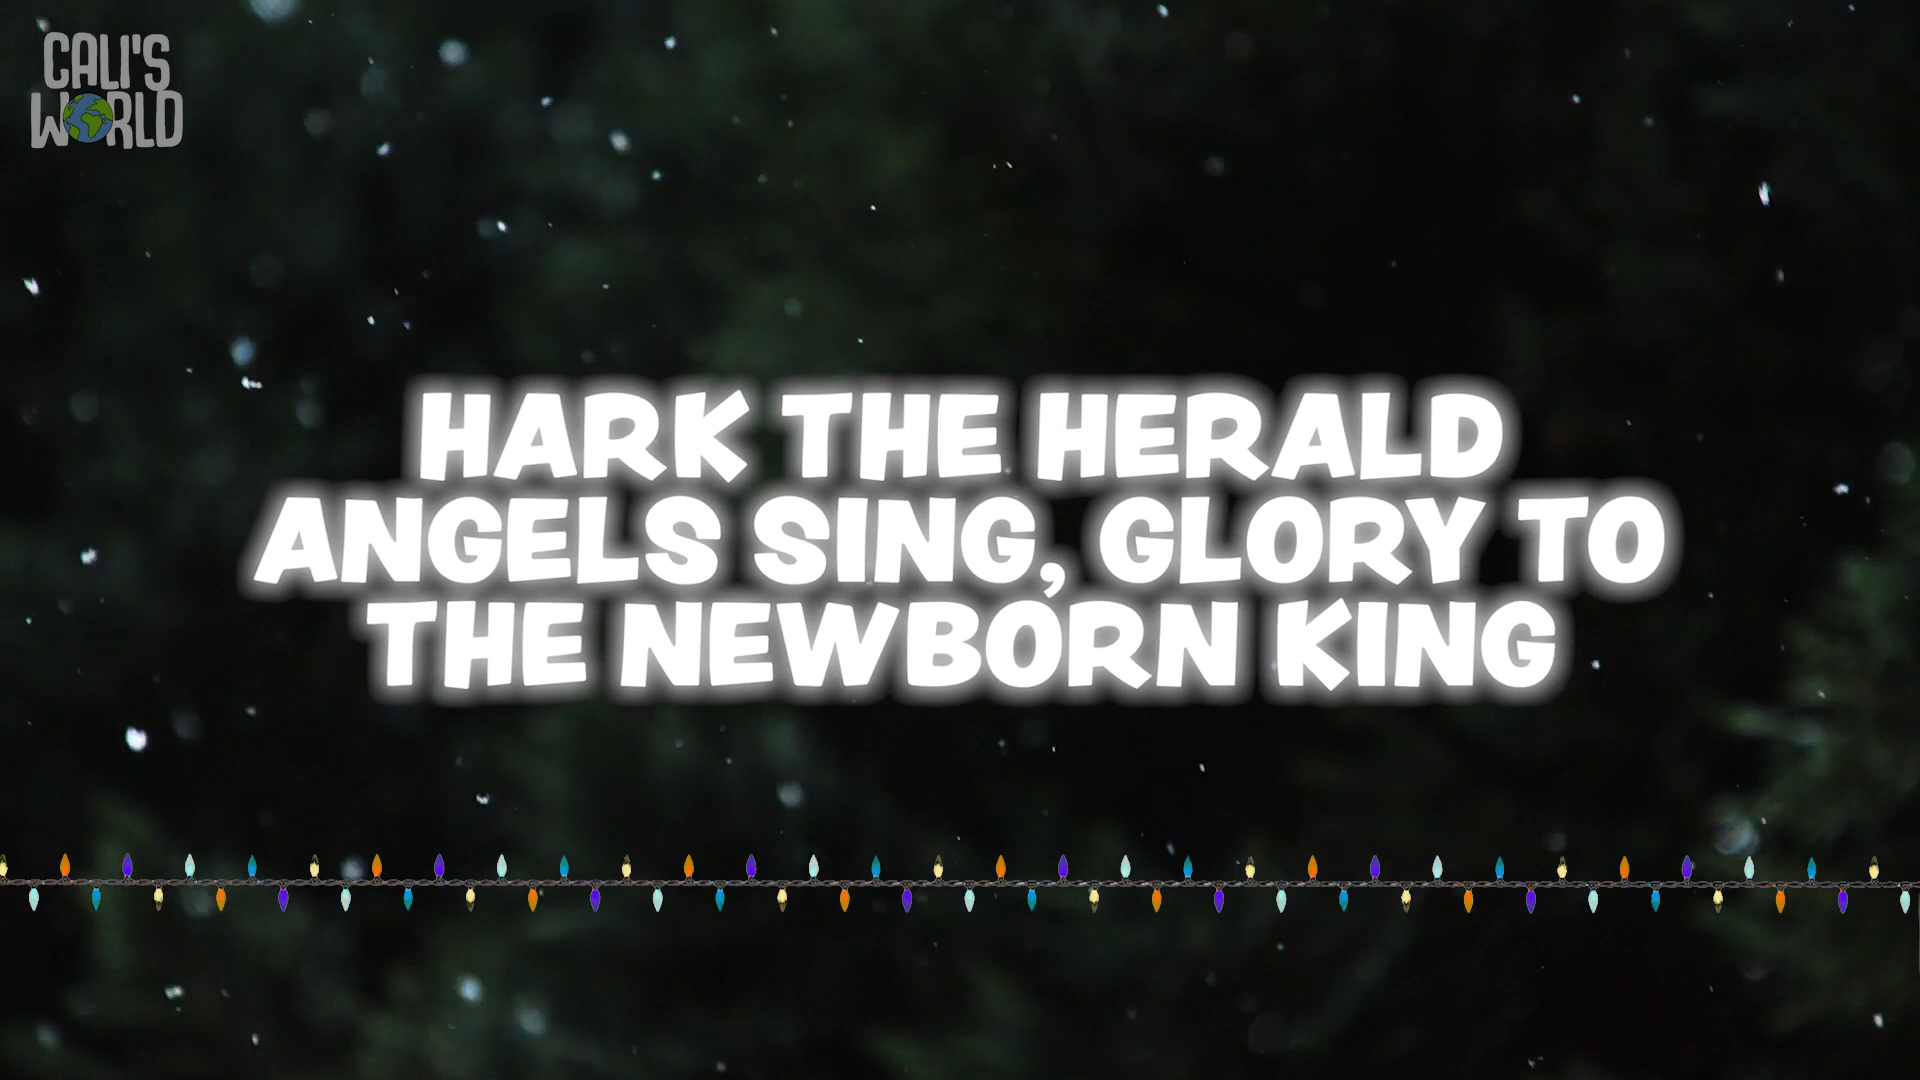 CALI'S
WORLD
HARK THE HERALD
ANGELS SING, GLORY TO
THE NEWBORN KING